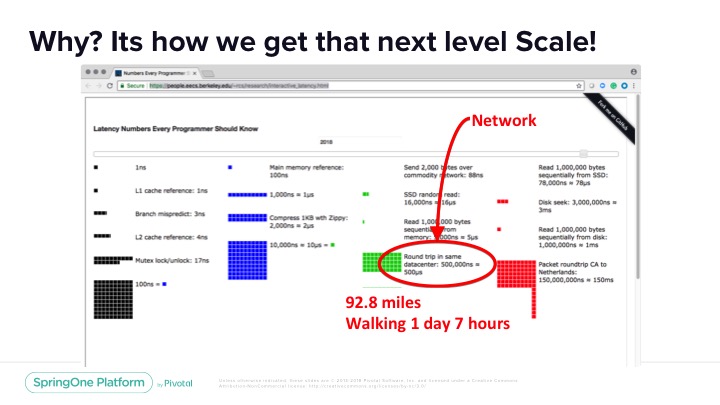 Why? Its how we get that next level Scale!
Numbers Every Programmer
Secure https://people.eecs.berkeley.edu/~rcs/research/interactive_latency.html
Fork me on GitHub
Latency Numbers Every Programmer Should Know
2018
Network
1ns
L1 cache reference: 1ns
Branch mispredict: 3ns
L2 cache reference: 4ns
Mutex lock/unlock: 17ns
100ns =
Main memory reference:
100ns
1,000ns ≈ 1μs
Compress 1KB wth Zippy:
2,000ns ≈ 2μs
10,000ns ≈ 10μs =
Send 2,000 bytes over
commodity network: 88ns
SSD random read:
16,000ns ≈ 16μs
Read 1,000,000 bytes
sequentially from
memory: 5,000ns ≈ 5μs
Round trip in same
datacenter: 500,000ns ≈
500μs
Read 1,000,000 bytes
sequentially from SSD:
78,000ns ≈ 78μs
Disk seek: 3,000,000ns ≈
3ms
Read 1,000,000 bytes
sequentially from disk:
1,000,000ns ≈ 1ms
Packet roundtrip CA to
Netherlands:
150,000,000ns ≈ 150ms
92.8 miles
Walking 1 day 7 hours
SpringOne Platform by Pivotal
Unless otherwise indicated, these slides are © 2013-2018 Pivotal Software, Inc. and licensed under a Creative Commons
Attribution-NonCommercial license: http://creativecommons.org/licenses/by-nc/3.0/